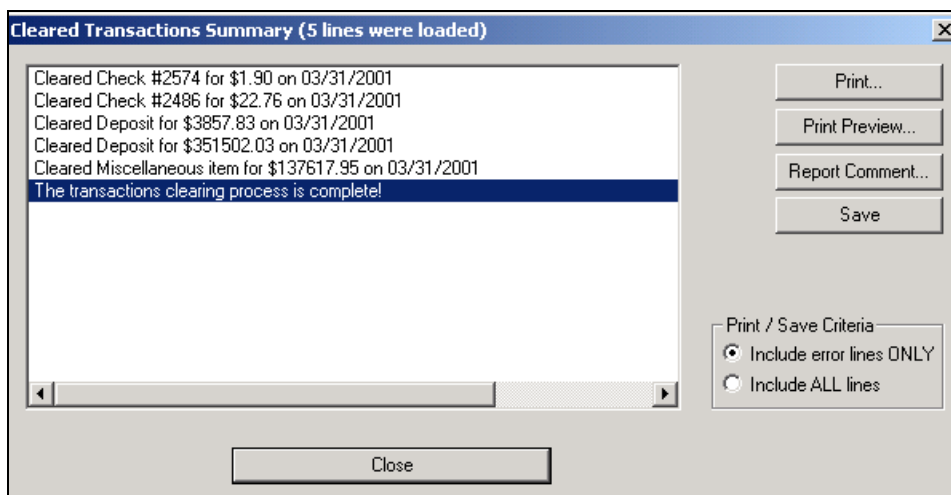 Cleared Transactions Summary (5 lines were loaded)
Cleared Check #2574 for $1.90 on 03/31/2001
Cleared Check #2486 for $22.76 on 03/31/2001
Cleared Deposit for $3857.83 on 03/31/2001
Cleared Deposit for $351502.03 on 03/31/2001
Cleared Miscellaneous item for $137617.95 on 03/31/2001
The transactions clearing process is complete!
Print...
Print Preview...
Report Comment...
Save
Print / Save Criteria
Include error lines ONLY
Include ALL lines
Close